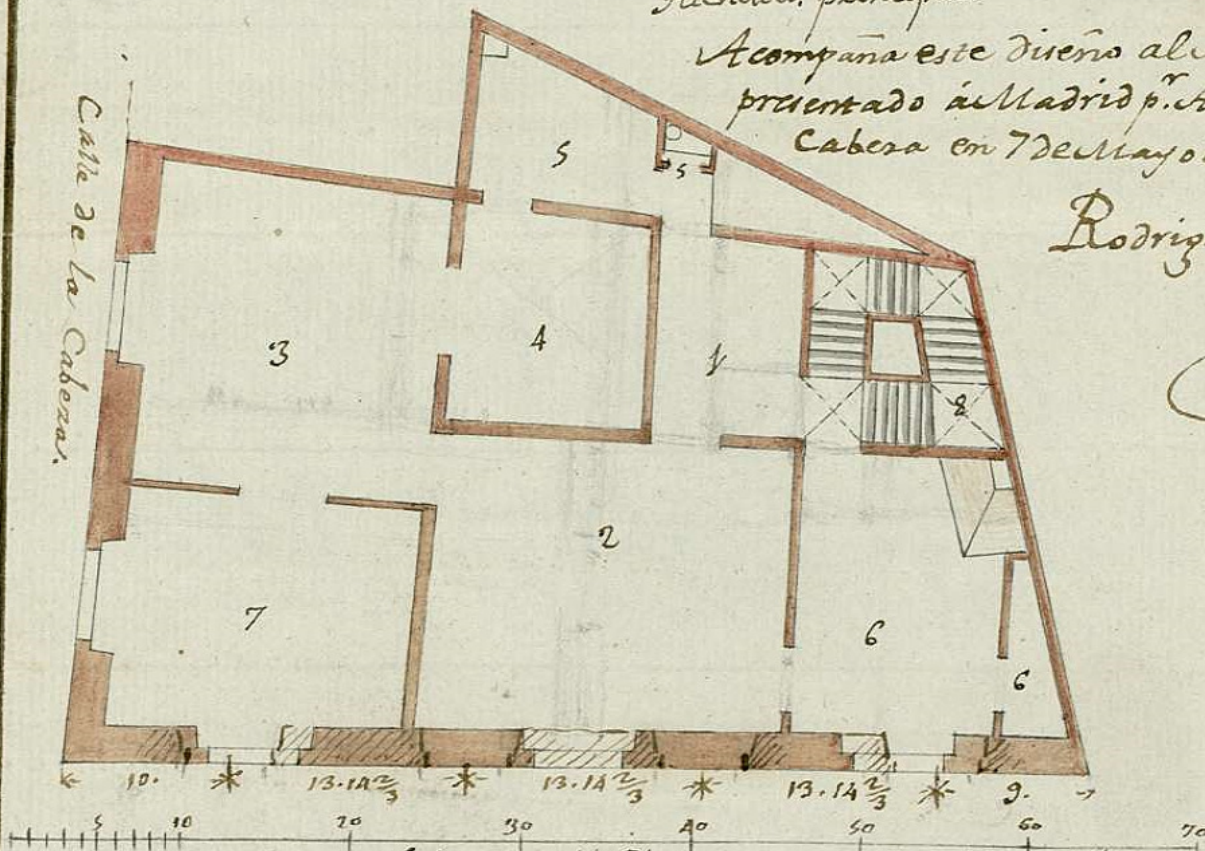 Acompaña este diseño al
presentado á Madrid p.r
Cabeza en 7 de Mayo
Rodrig
Calle de la Cabeza.
5
5
3
4
1
8
2
7
6
6
10. 13.14 2/3 13.14 2/3 13.14 2/3 9.
5 10 20 30 40 50 60 70